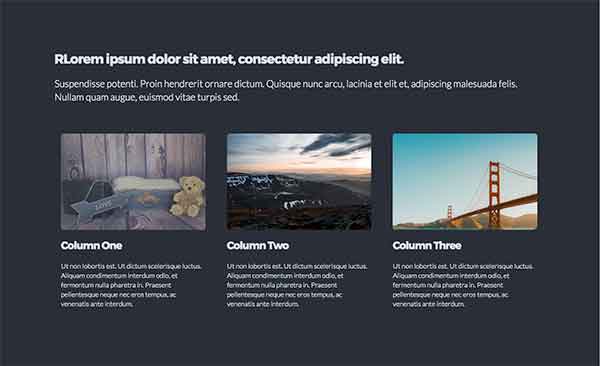 RLorem ipsum dolor sit amet, consectetur adipiscing elit.
Suspendisse potenti. Proin hendrerit ornare dictum. Quisque nunc arcu, lacinia et elit et, adipiscing malesuada felis.
Nullam quam augue, euismod vitae turpis sed.
LOVE
Column One
Ut non lobortis est. Ut dictum scelerisque luctus.
Aliquam condimentum interdum odio, et
fermentum nulla pharetra in. Praesent
pellentesque neque nec eros tempus, ac
venenatis ante interdum.
Column Two
Ut non lobortis est. Ut dictum scelerisque luctus.
Aliquam condimentum interdum odio, et
fermentum nulla pharetra in. Praesent
pellentesque neque nec eros tempus, ac
venenatis ante interdum.
Column Three
Ut non lobortis est. Ut dictum scelerisque luctus.
Aliquam condimentum interdum odio, et
fermentum nulla pharetra in. Praesent
pellentesque neque nec eros tempus, ac
venenatis ante interdum.